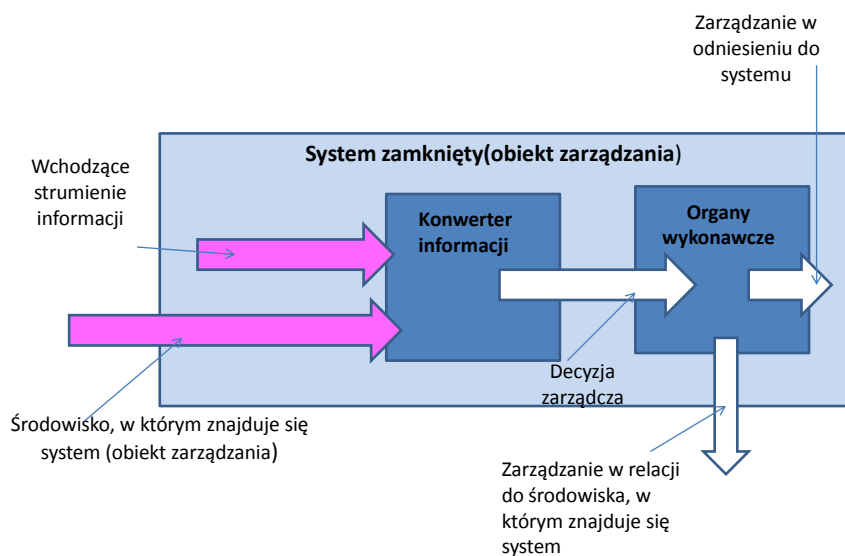 Zarządzanie w
odniesieniu do
systemu
System zamknięty(obiekt zarządzania)
Wchodzące
strumienie
informacji
Konwerter
informacji
Organy
wykonawcze
Decyzja
zarządcza
Środowisko, w którym znajduje się
system (obiekt zarządzania)
Zarządzanie w relacji
do środowiska, w
którym znajduje się
system